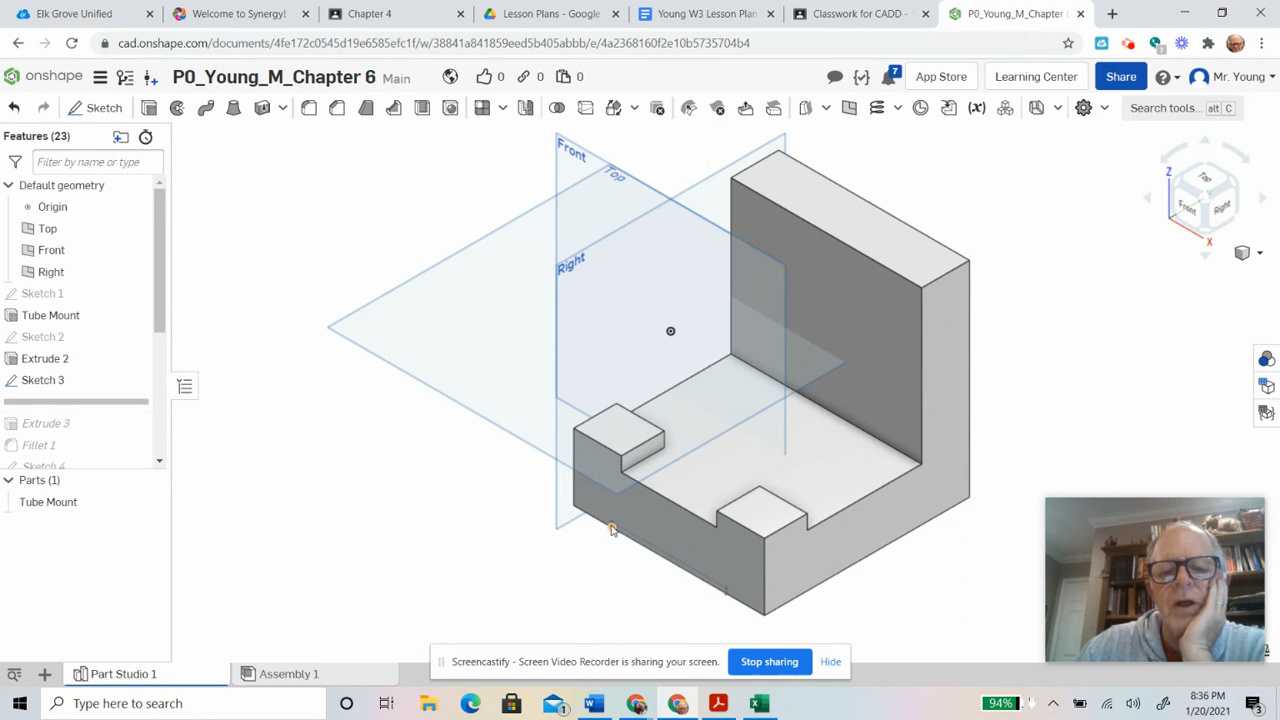 Elk Grove Unified
Welcome to Synergy!
Chapter 4
Lesson Plans - Google
Young W3 Lesson Plan
Classwork for CADD -
P0_Young_M_Chapter 6
cad.onshape.com/documents/4fe172c0545d19e6585efc1f/w/38841a841859eed5b405abbb/e/4a2368160f2e10b5735704b4
onshape
P0_Young_M_Chapter 6
Main
0
0
0
7
App Store
Learning Center
Share
Mr. Young
Sketch
Search tools...
alt
C
Features (23)
Filter by name or type
Default geometry
Origin
Top
Front
Right
Sketch 1
Tube Mount
Sketch 2
Extrude 2
Sketch 3
Extrude 3
Fillet 1
Sketch 4
Parts (1)
Tube Mount
Front
Top
Right
Z
Top
Front
Right
X
Screencastify - Screen Video Recorder is sharing your screen.
Stop sharing
Hide
Part Studio 1
Assembly 1
Type here to search
94%
8:36 PM
1/20/2021
3